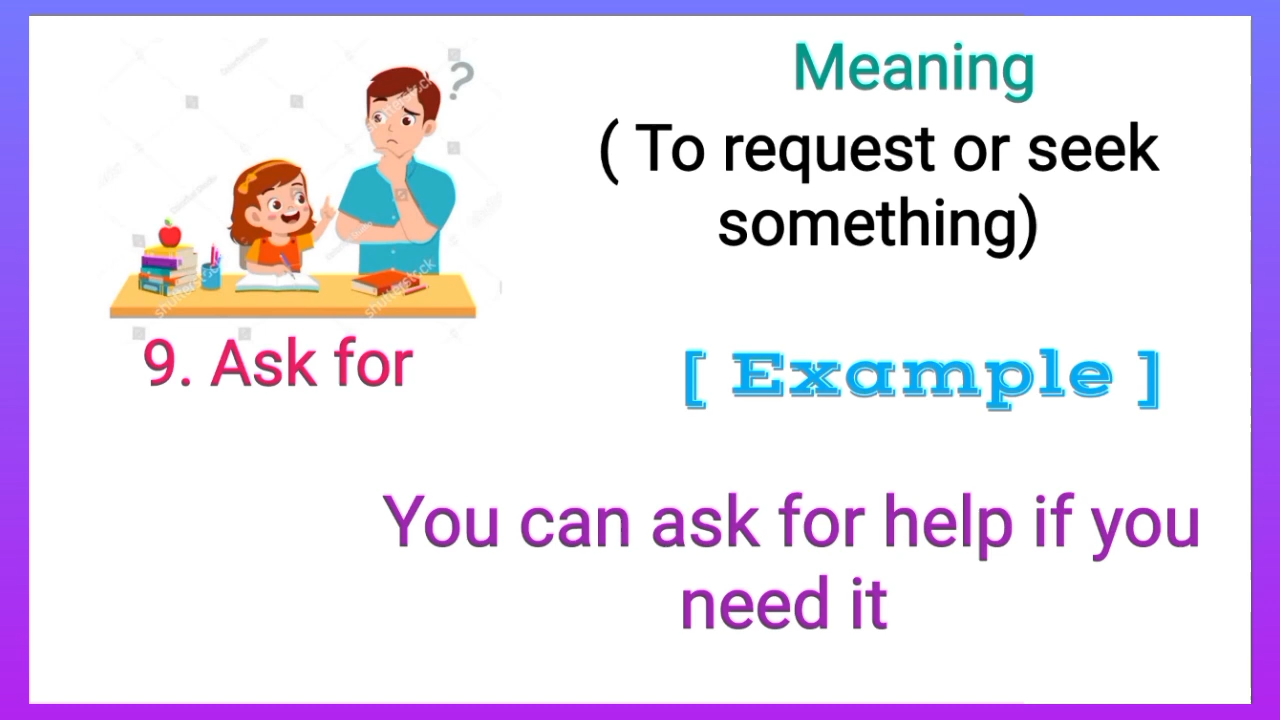 Meaning
( To request or seek
something)
9. Ask for
[ Example ]
You can ask for help if you
need it